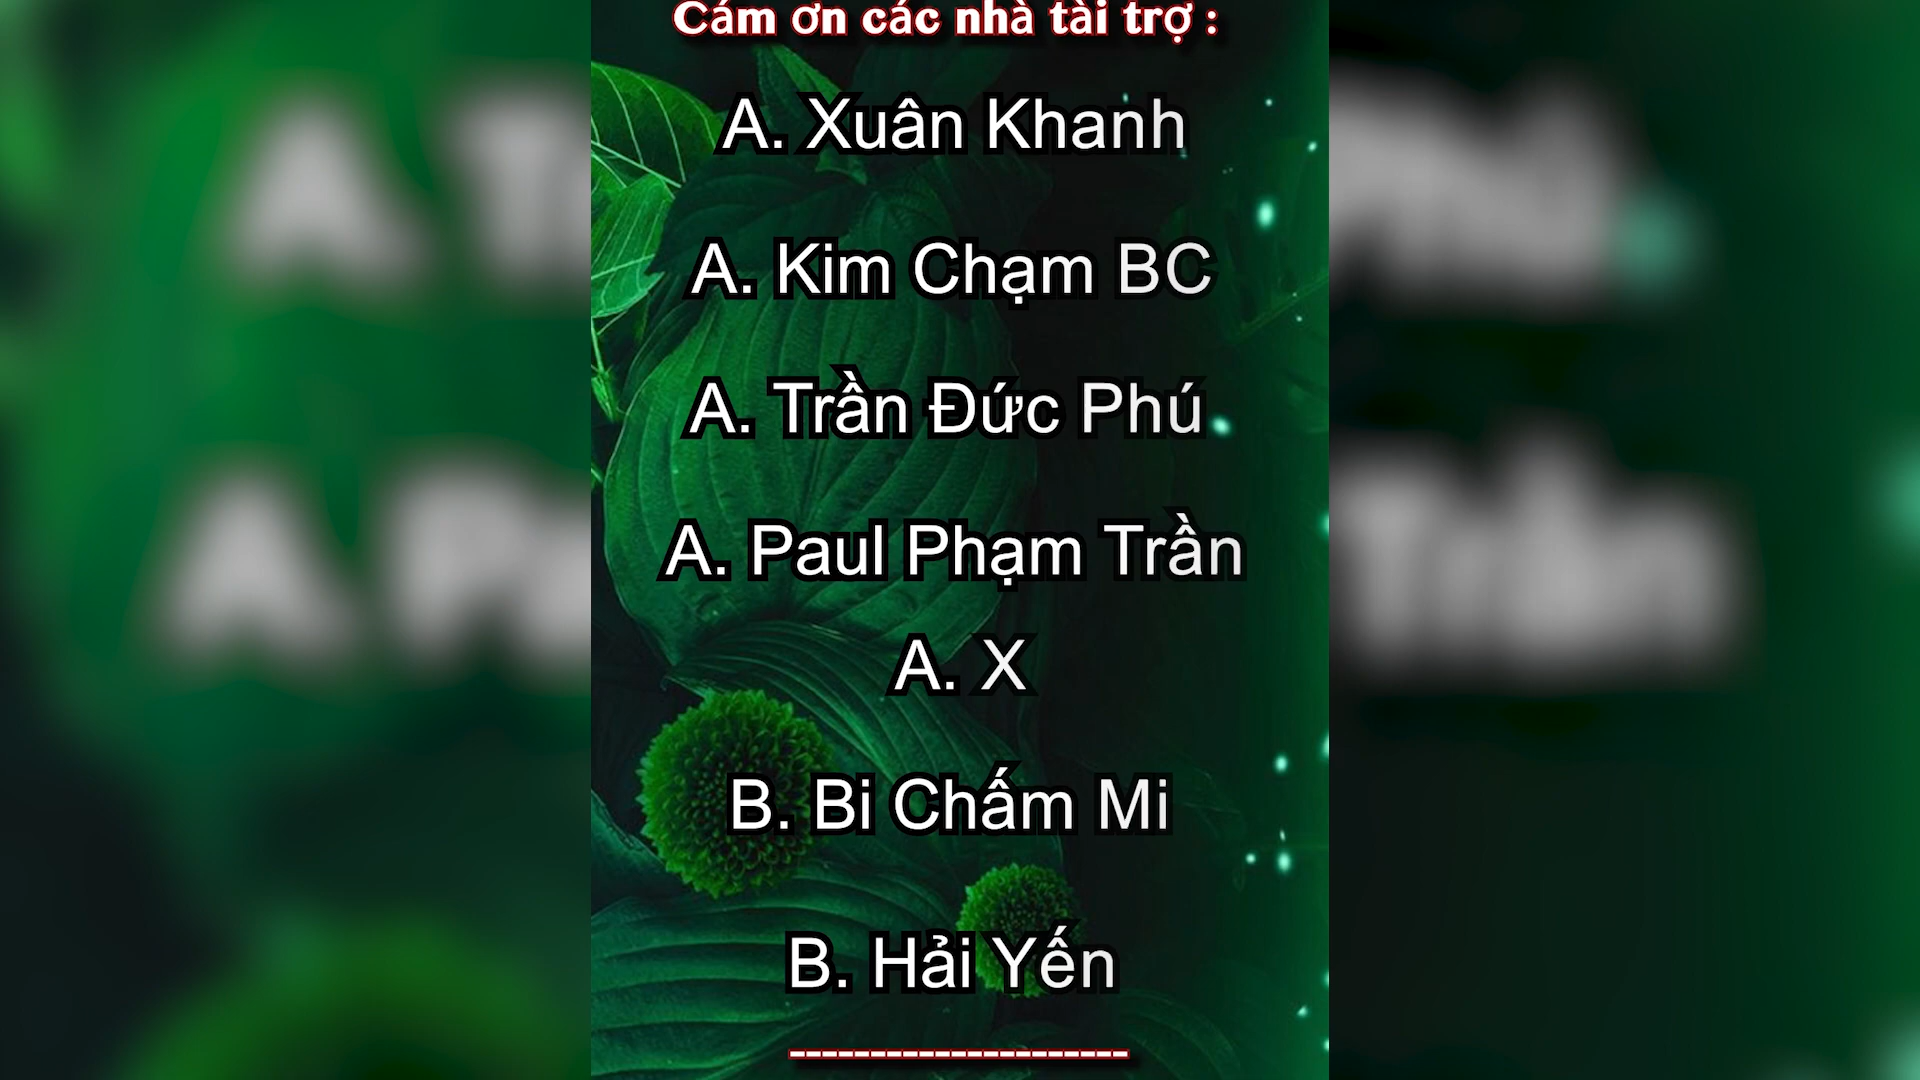 Cám ơn các nhà tài trợ :
A. Xuân Khanh
A. Kim Chạm BC
A. Trần Đức Phú
A. Paul Phạm Trần
A. X
B. Bi Chấm Mi
B. Hải Yến
---------------------